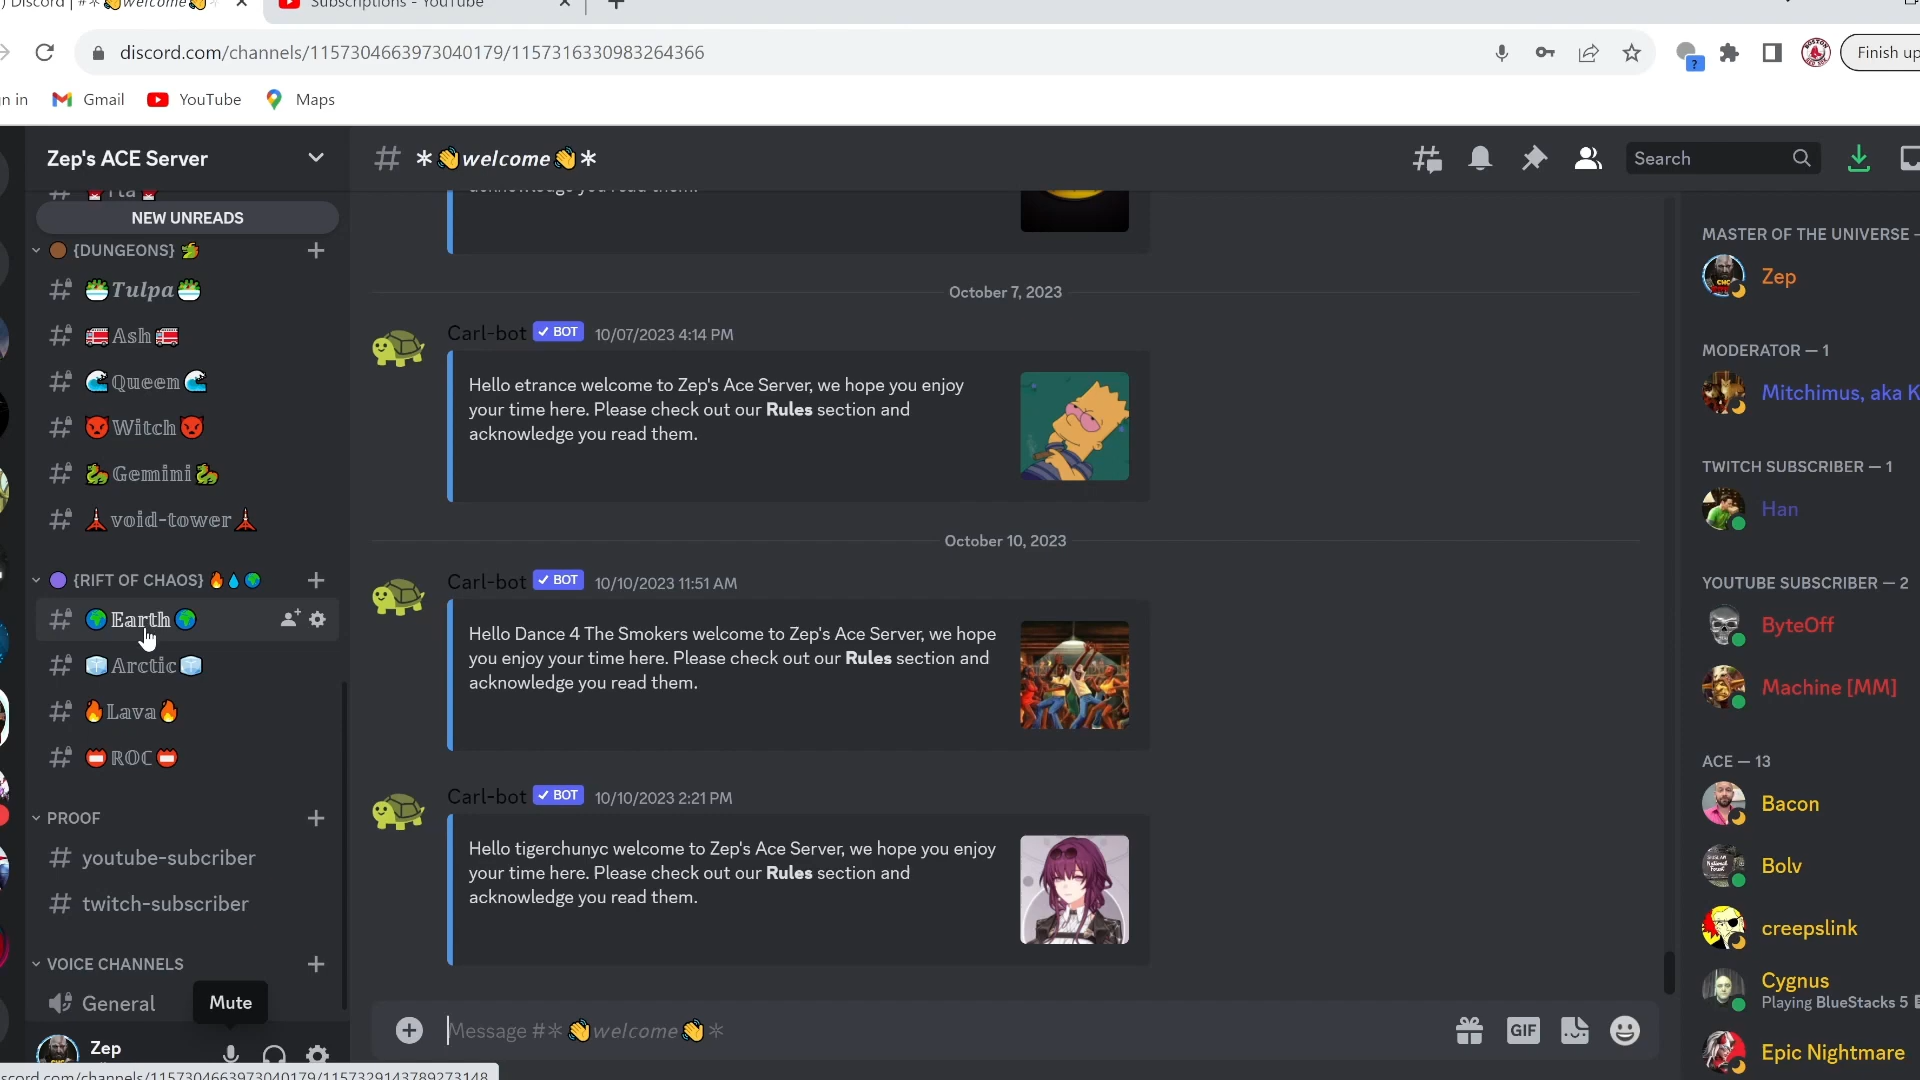 ) Discord | #* 👋welcome👋
Subscriptions - YouTube
discord.com/channels/1157304663973040179/1157316330983264366
Finish up
n in
Gmail
YouTube
Maps
Zep's ACE Server
*👋welcome👋*
Search
NEW UNREADS
{DUNGEONS}
Tulpa
Ash
Queen
Witch
Gemini
void-tower
{RIFT OF CHAOS}
Earth
Arctic
Lava
ROC
PROOF
youtube-subcriber
twitch-subscriber
VOICE CHANNELS
General
Mute
Zep
acknowledge you read them.
October 7, 2023
Carl-bot ✓ BOT 10/07/2023 4:14 PM
Hello etrance welcome to Zep's Ace Server, we hope you enjoy
your time here. Please check out our Rules section and
acknowledge you read them.
October 10, 2023
Carl-bot ✓ BOT 10/10/2023 11:51 AM
Hello Dance 4 The Smokers welcome to Zep's Ace Server, we hope
you enjoy your time here. Please check out our Rules section and
acknowledge you read them.
Carl-bot ✓ BOT 10/10/2023 2:21 PM
Hello tigerchunyc welcome to Zep's Ace Server, we hope you enjoy
your time here. Please check out our Rules section and
acknowledge you read them.
Message #*👋welcome👋*
GIF
MASTER OF THE UNIVERSE —
Zep
MODERATOR — 1
Mitchimus, aka K
TWITCH SUBSCRIBER — 1
Han
YOUTUBE SUBSCRIBER — 2
ByteOff
Machine [MM]
ACE — 13
Bacon
Bolv
creepslink
Cygnus
Playing BlueStacks 5
Epic Nightmare
scord.com/channels/1157304663973040179/1157329143789273148